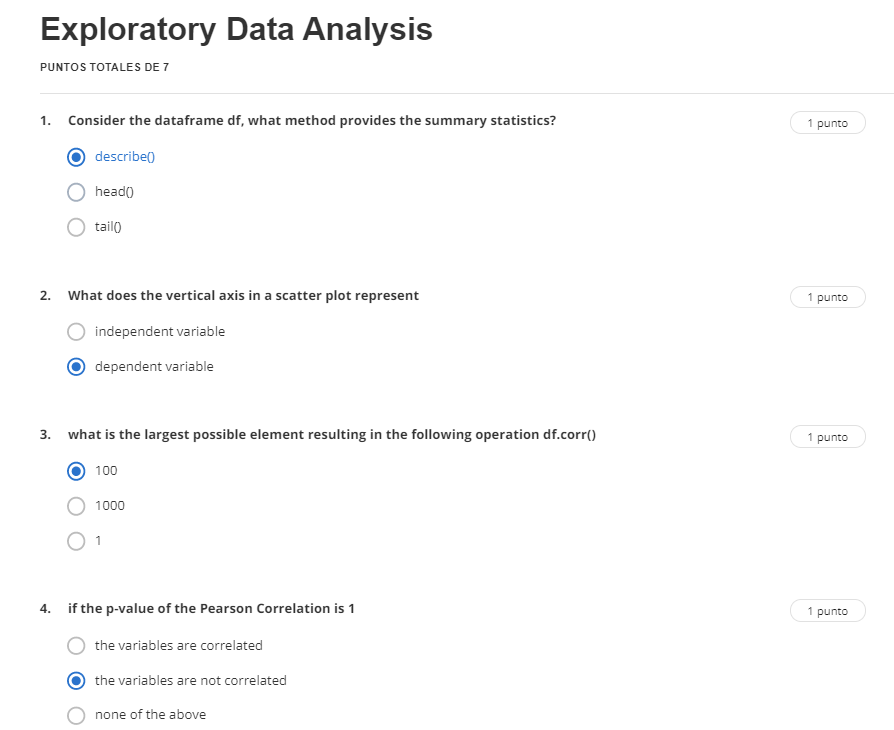 Exploratory Data Analysis
PUNTOS TOTALES DE 7
1. Consider the dataframe df, what method provides the summary statistics? 1 punto
describe()
head()
tail()
2. What does the vertical axis in a scatter plot represent 1 punto
independent variable
dependent variable
3. what is the largest possible element resulting in the following operation df.corr() 1 punto
100
1000
1
4. if the p-value of the Pearson Correlation is 1 1 punto
the variables are correlated
the variables are not correlated
none of the above